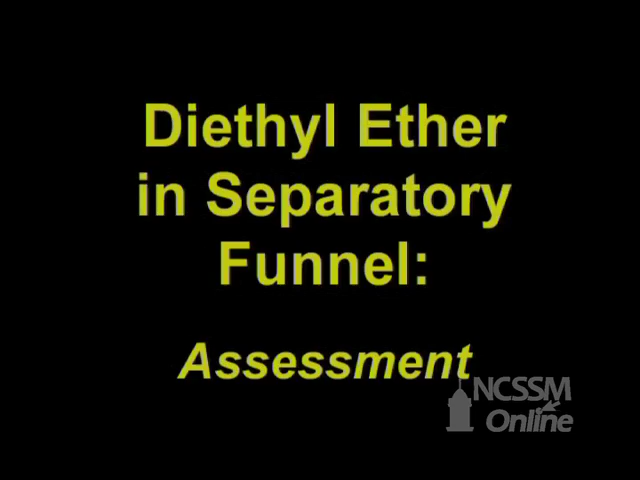 Diethyl Ether
in Separatory
Funnel:
Assessment
NCSSM
Online